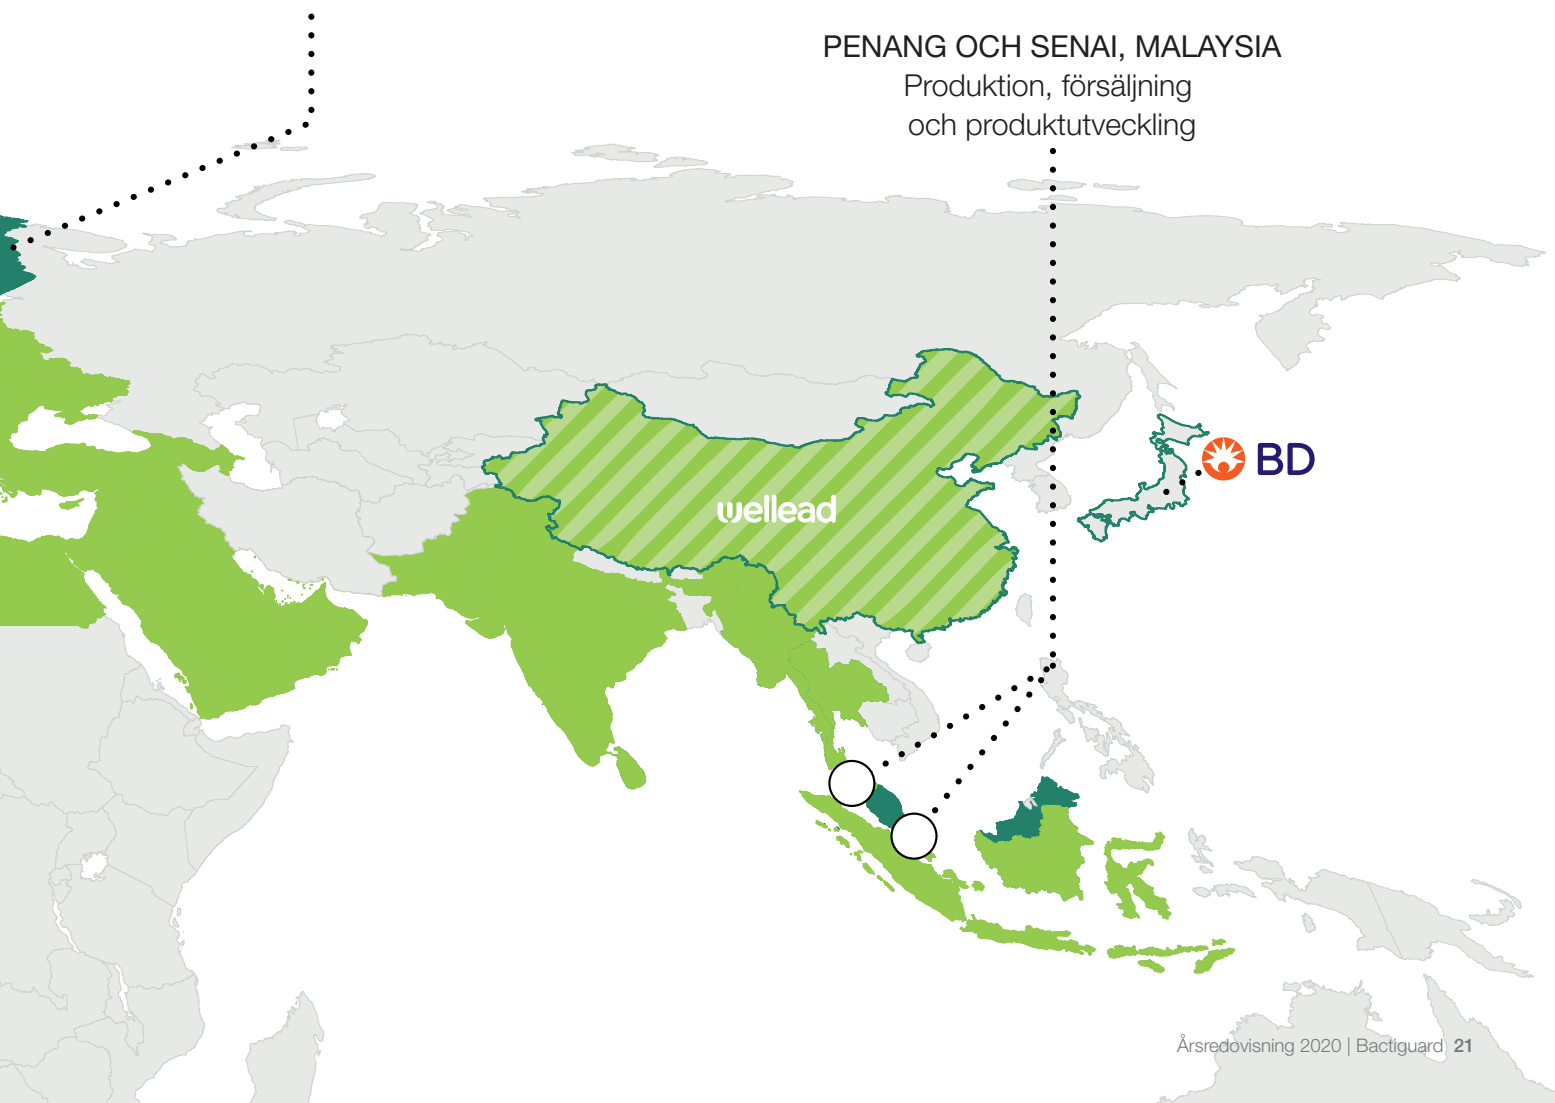 PENANG OCH SENAI, MALAYSIA
Produktion, försäljning
och produktutveckling
BD
wellead
Årsredovisning 2020 | Bactiguard 21